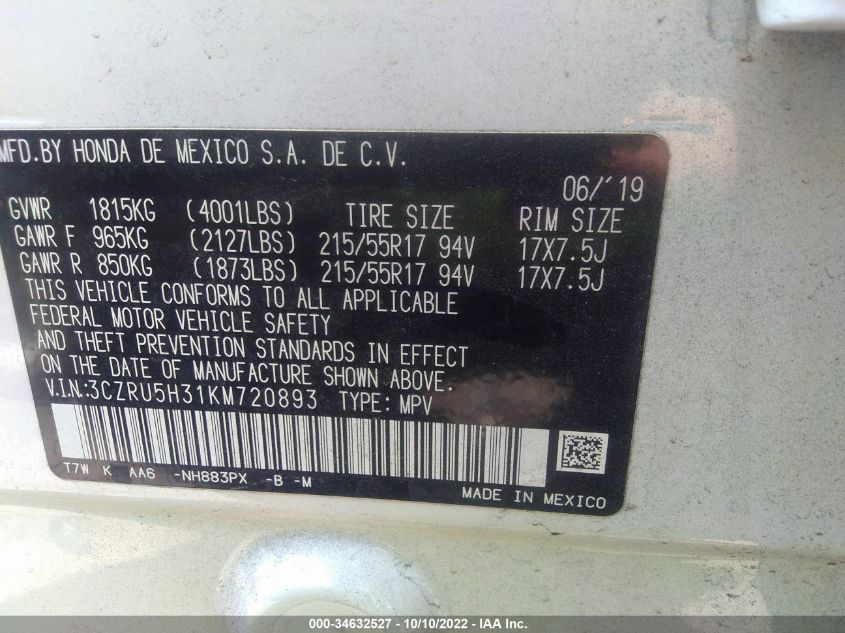 MFD.BY HONDA DE MEXICO S.A. DE C.V.
06/'19
GVWR 1815KG (4001LBS) TIRE SIZE RIM SIZE
GAWR F 965KG (2127LBS) 215/55R17 94V 17X7.5J
GAWR R 850KG (1873LBS) 215/55R17 94V 17X7.5J
THIS VEHICLE CONFORMS TO ALL APPLICABLE
FEDERAL MOTOR VEHICLE SAFETY
AND THEFT PREVENTION STANDARDS IN EFFECT
ON THE DATE OF MANUFACTURE SHOWN ABOVE.
V.I.N.:3CZRU5H31KM720893 TYPE: MPV
T7W K AA6 -NH883PX -B -M
MADE IN MEXICO
000-34632527 - 10/10/2022 - IAA Inc.